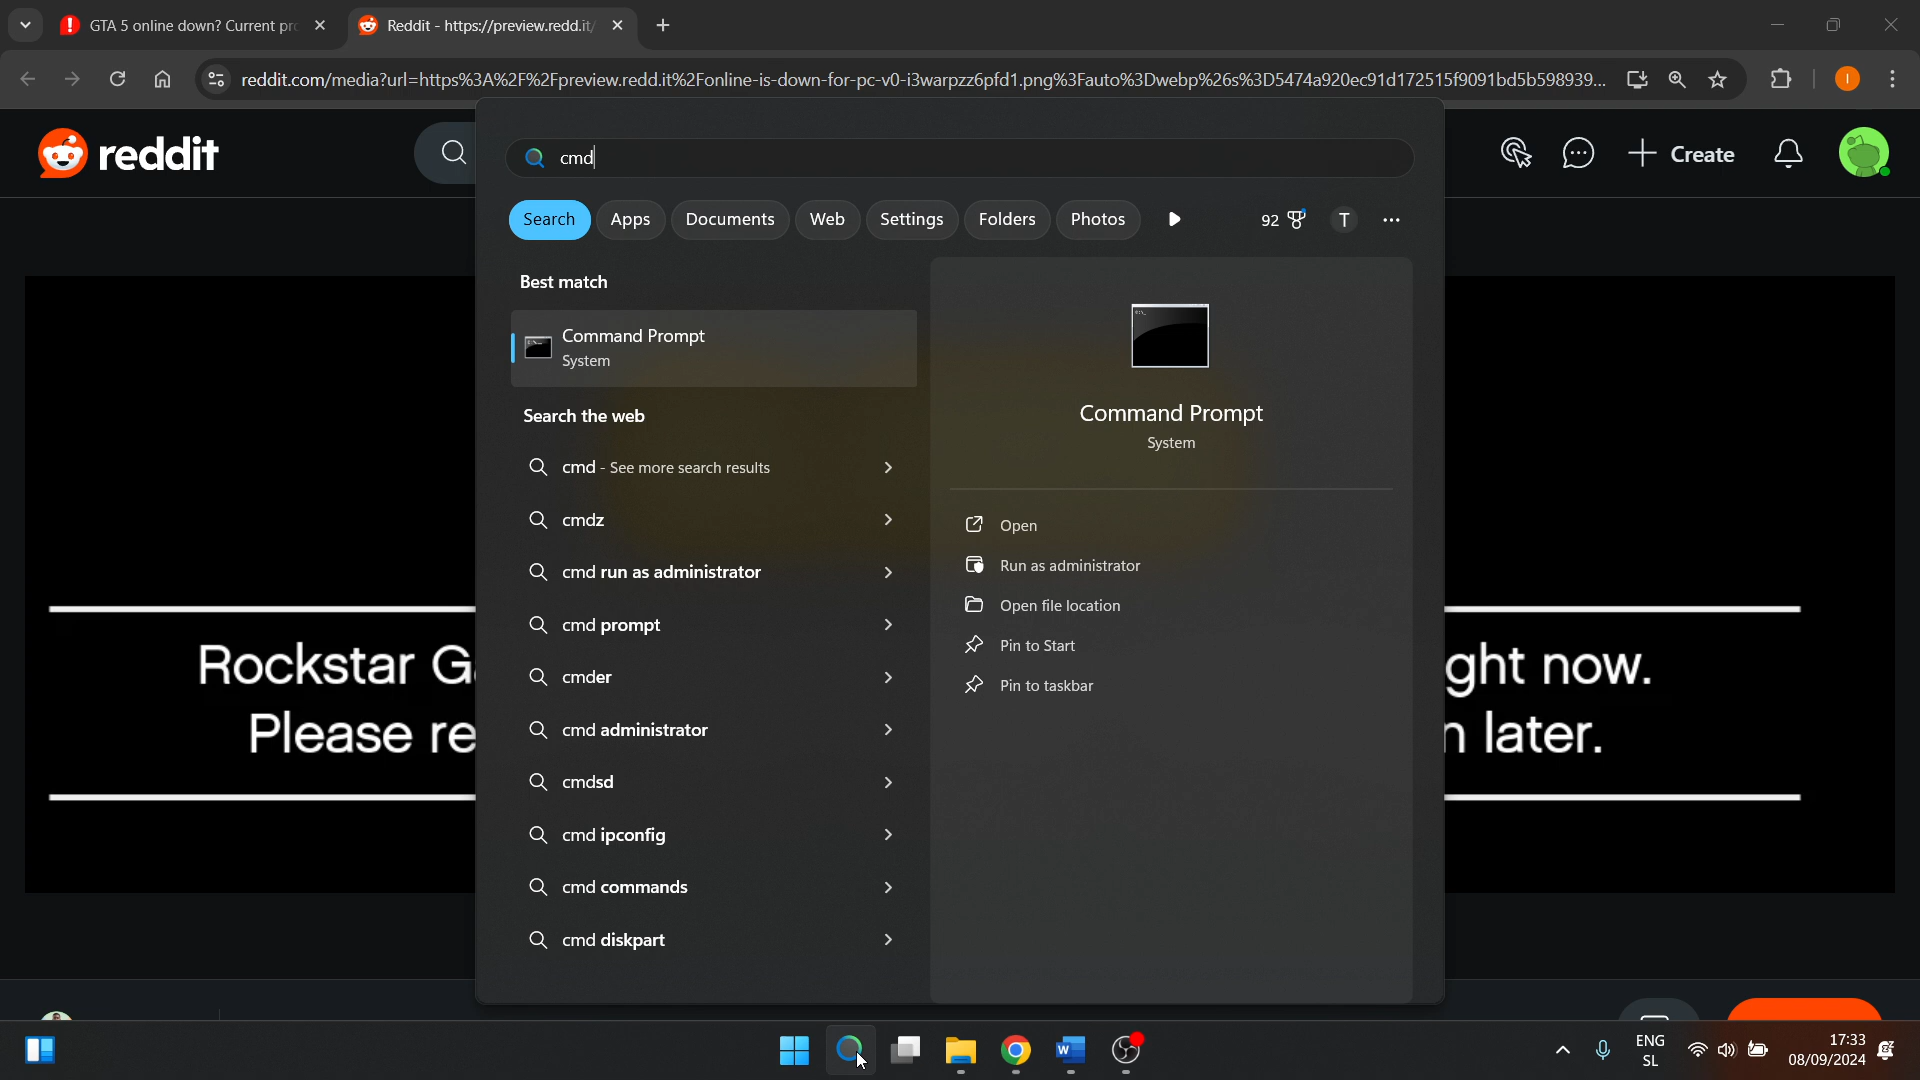 GTA 5 online down? Current pr
Reddit - https://preview.redd.it/
reddit.com/media?url=https%3A%2F%2Fpreview.redd.it%2Fonline-is-down-for-pc-v0-i3warpzz6pfd1.png%3Fauto%3Dwebp%26s%3D5474a920ec91d172515f9091bd5b598939...
I
reddit
Create
cmd
Search
Apps
Documents
Web
Settings
Folders
Photos
92
T
Best match
Command Prompt
System
Search the web
cmd - See more search results
cmdz
cmd run as administrator
cmd prompt
cmder
cmd administrator
cmdsd
cmd ipconfig
cmd commands
cmd diskpart
Command Prompt
System
Open
Run as administrator
Open file location
Pin to Start
Pin to taskbar
Rockstar Ga
ght now.
Please re
n later.
ENG
SL
17:33
08/09/2024